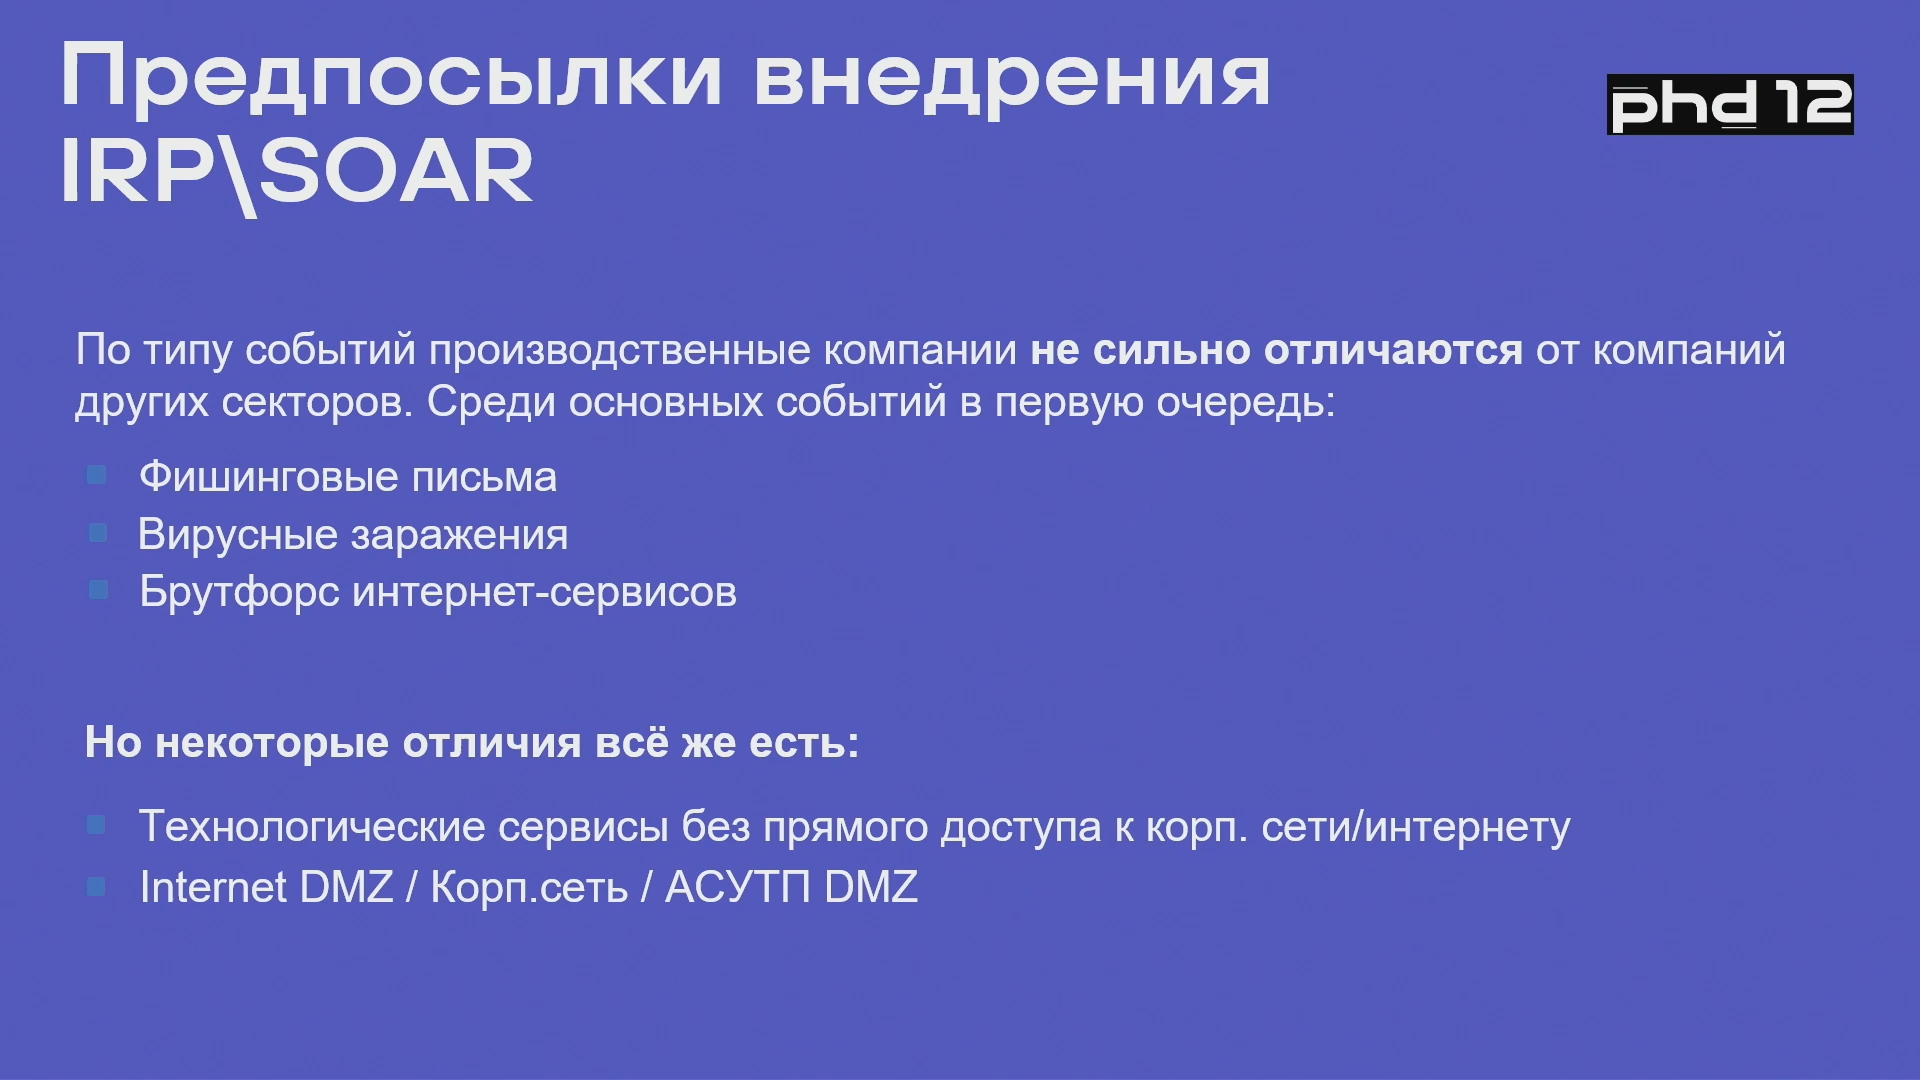 Предпосылки внедрения
IRP\SOAR
phd 12
По типу событий производственные компании не сильно отличаются от компаний
других секторов. Среди основных событий в первую очередь:
Фишинговые письма
Вирусные заражения
Брутфорс интернет-сервисов
Но некоторые отличия всё же есть:
Технологические сервисы без прямого доступа к корп. сети/интернету
Internet DMZ / Корп.сеть / АСУТП DMZ